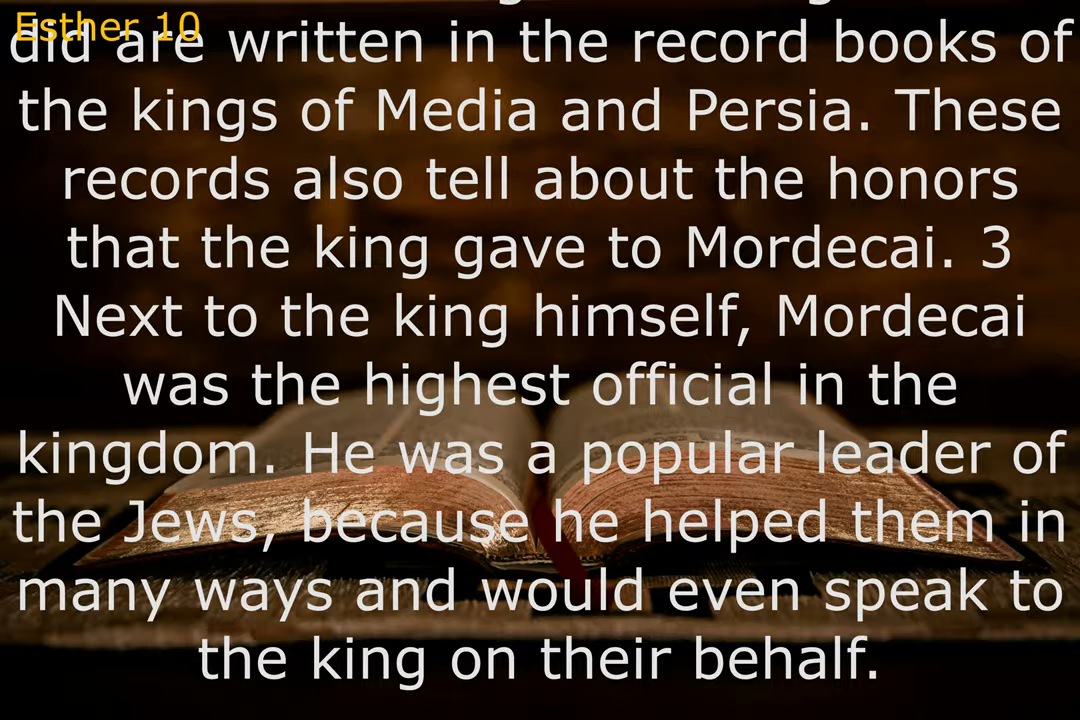 Esther 10
did are written in the record books of
the kings of Media and Persia. These
records also tell about the honors
that the king gave to Mordecai. 3
Next to the king himself, Mordecai
was the highest official in the
kingdom. He was a popular leader of
the Jews, because he helped them in
many ways and would even speak to
the king on their behalf.